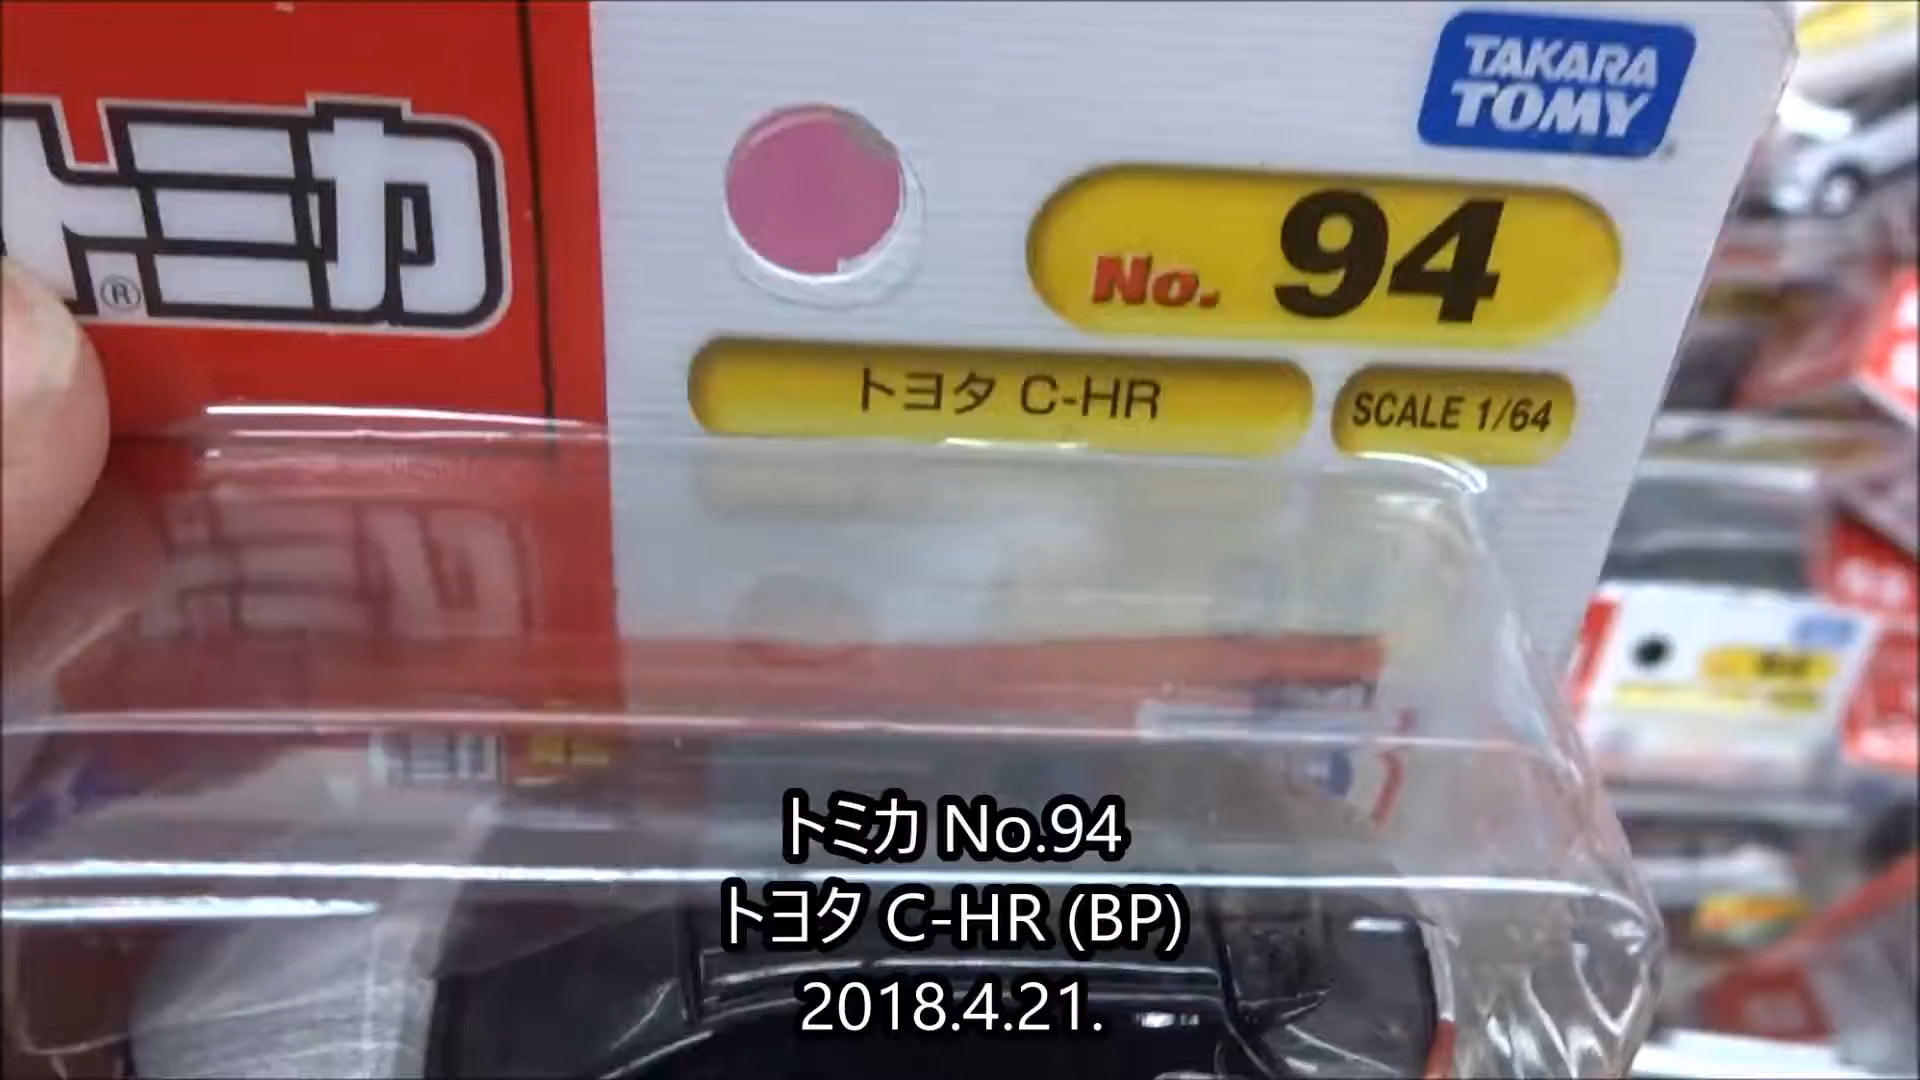 TAKARA
TOMY
トミカ
®
No. 94
トヨタ C-HR
SCALE 1/64
トミカ No.94
トヨタ C-HR (BP)
2018.4.21.